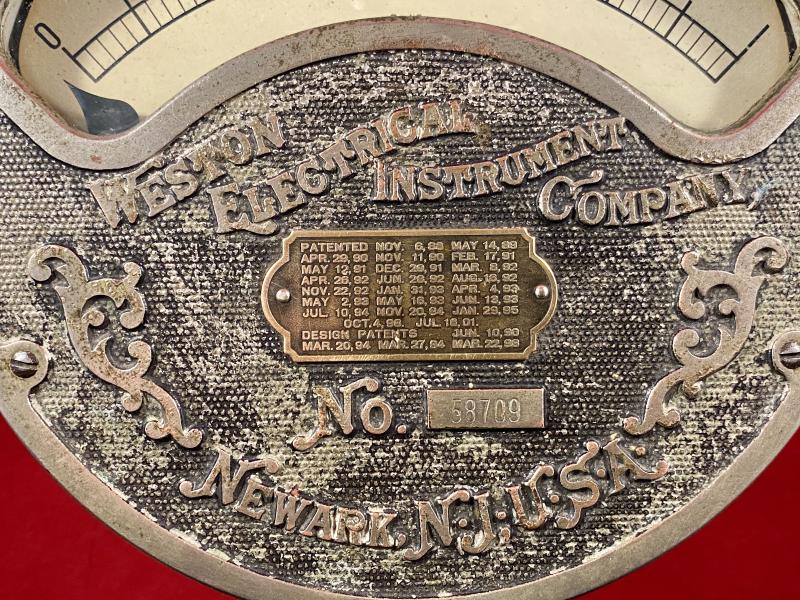 0
WESTON ELECTRICAL INSTRUMENT COMPANY,
PATENTED NOV. 6, 88 MAY 14, 89
APR. 29, 90 NOV. 11, 90 FEB. 17, 91
MAY 12, 91 DEC. 29, 91 MAR. 8, 92
APR. 26, 92 JUN. 28, 92 AUG. 16, 92
NOV. 22, 92 JAN. 31, 93 APR. 4, 93
MAY 2, 93 MAY 16, 93 JUN. 13, 93
JUL. 10, 94 NOV. 20, 94 JAN. 29, 95
OCT. 4, 98. JUL. 16, 01.
DESIGN PATENTS JUN. 10, 90
MAR. 20, 94 MAR. 27, 94 MAR. 22, 98
No. 58709
NEWARK, N.J., U.S.A.